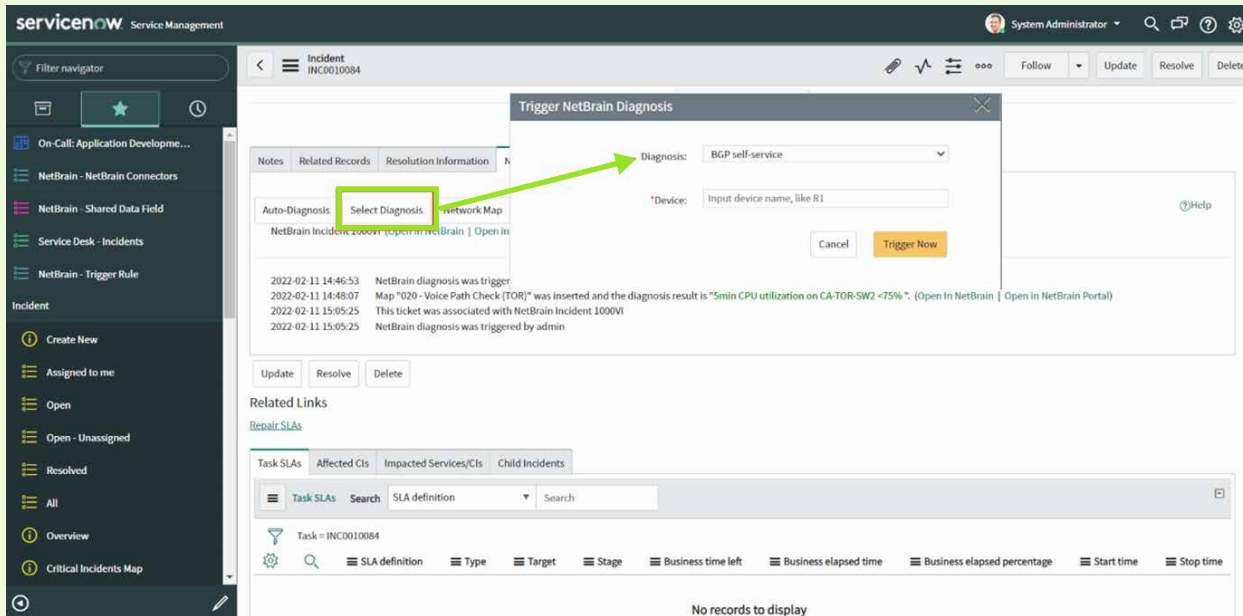 servicenow Service Management
System Administrator
Filter navigator
On-Call: Application Developme...
NetBrain - NetBrain Connectors
NetBrain - Shared Data Field
Service Desk - Incidents
NetBrain - Trigger Rule
Incident
Create New
Assigned to me
Open
Open - Unassigned
Resolved
All
Overview
Critical Incidents Map
Incident
INC0010084
Follow Update Resolve Delete
Trigger NetBrain Diagnosis
Diagnosis: BGP self-service
*Device: Input device name, like R1
Cancel Trigger Now
Notes Related Records Resolution Information N
Auto-Diagnosis Select Diagnosis Network Map
?Help
NetBrain Incident 1000VI (Open in NetBrain | Open in
2022-02-11 14:46:53 NetBrain diagnosis was trigger
2022-02-11 14:48:07 Map "020 - Voice Path Check (TOR)" was inserted and the diagnosis result is "5min CPU utilization on CA-TOR-SW2 <75% ". (Open In NetBrain | Open in NetBrain Portal)
2022-02-11 15:05:25 This ticket was associated with NetBrain Incident 1000VI
2022-02-11 15:05:25 NetBrain diagnosis was triggered by admin
Update Resolve Delete
Related Links
Repair SLAs
Task SLAs Affected CIs Impacted Services/CIs Child Incidents
Task SLAs Search SLA definition Search
Task = INC0010084
SLA definition Type Target Stage Business time left Business elapsed time Business elapsed percentage Start time Stop time
No records to display